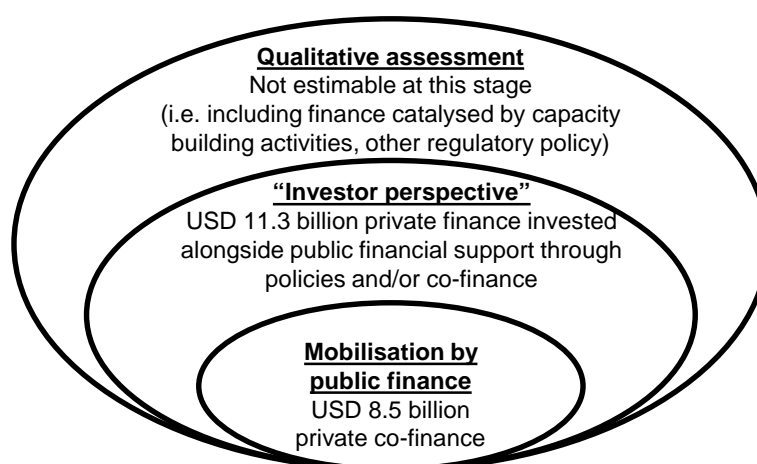 Qualitative assessment
Not estimable at this stage
(i.e. including finance catalysed by capacity
building activities, other regulatory policy)
“Investor perspective”
USD 11.3 billion private finance invested
alongside public financial support through
policies and/or co-finance
Mobilisation by
public finance
USD 8.5 billion
private co-finance